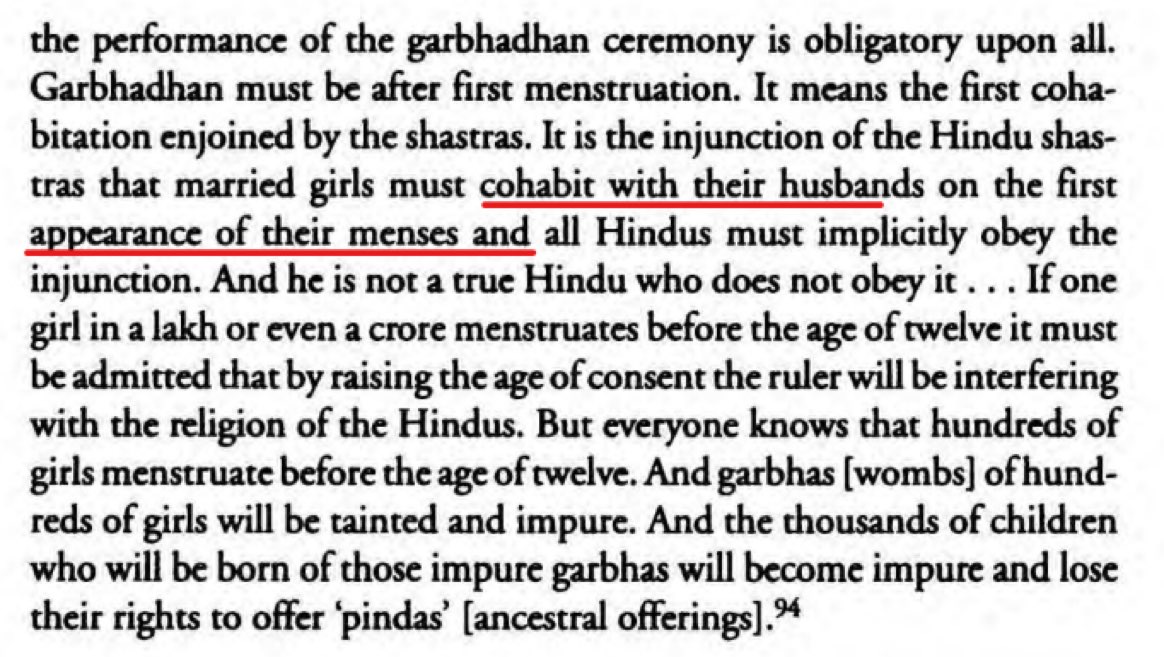 the performance of the garbhadhan ceremony is obligatory upon all.
Garbhadhan must be after first menstruation. It means the first coha-
bitation enjoined by the shastras. It is the injunction of the Hindu shas-
tras that married girls must cohabit with their husbands on the first
appearance of their menses and all Hindus must implicitly obey the
injunction. And he is not a true Hindu who does not obey it . . . If one
girl in a lakh or even a crore menstruates before the age of twelve it must
be admitted that by raising the age of consent the ruler will be interfering
with the religion of the Hindus. But everyone knows that hundreds of
girls menstruate before the age of twelve. And garbhas [wombs] of hund-
reds of girls will be tainted and impure. And the thousands of children
who will be born of those impure garbhas will become impure and lose
their rights to offer ‘pindas’ [ancestral offerings].⁹⁴